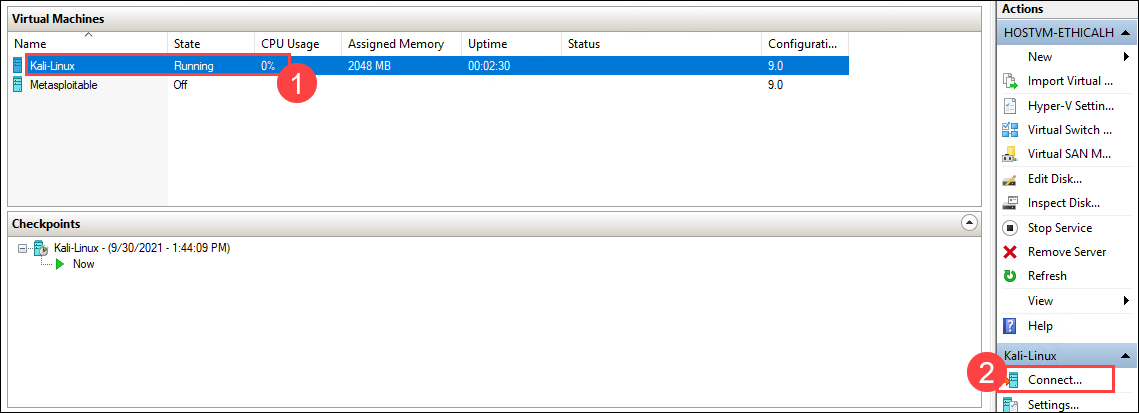 Virtual Machines
Name State CPU Usage Assigned Memory Uptime Status Configurati...
Kali-Linux Running 0% 2048 MB 00:02:30 9.0
1
Metasploitable Off 9.0
Checkpoints
Kali-Linux - (9/30/2021 - 1:44:09 PM)
Now
Actions
HOSTVM-ETHICALH
New
Import Virtual ...
Hyper-V Settin...
Virtual Switch ...
Virtual SAN M...
Edit Disk...
Inspect Disk...
Stop Service
Remove Server
Refresh
View
Help
Kali-Linux
2
Connect...
Settings...